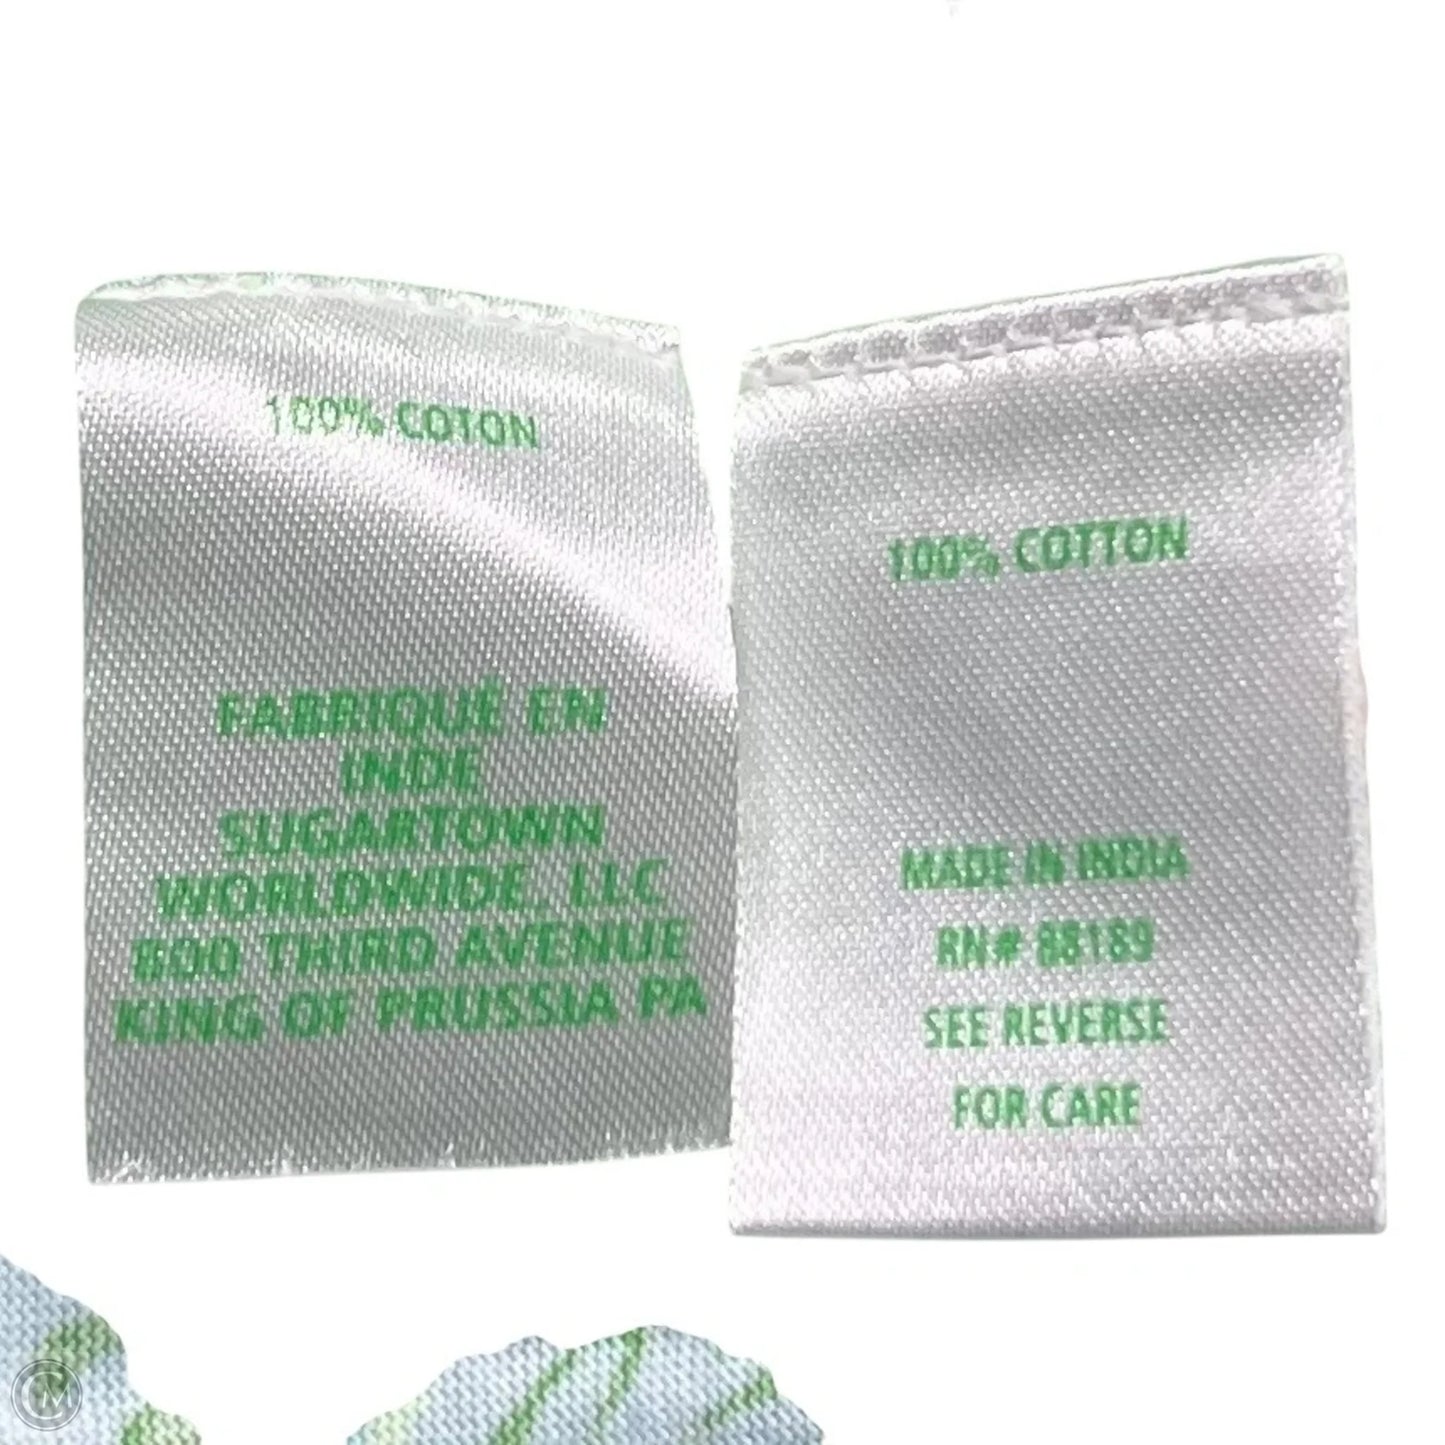 100% COTON
FABRIQUÉ EN
INDE
SUGARTOWN
WORLDWIDE, LLC
800 THIRD AVENUE
KING OF PRUSSIA PA
100% COTTON
MADE IN INDIA
RN# 88189
SEE REVERSE
FOR CARE
CM